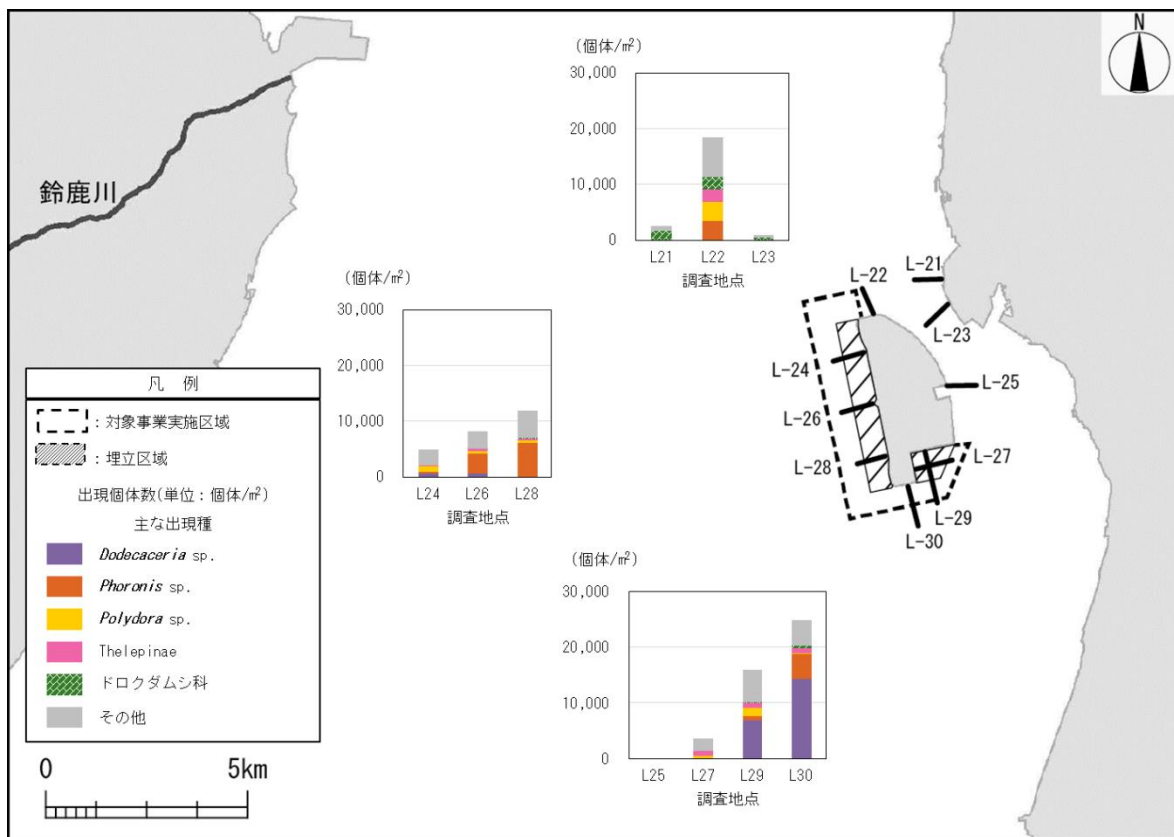 N
鈴鹿川
(個体/㎡)
30,000
20,000
10,000
0
L21 L22 L23
調査地点
(個体/㎡)
30,000
20,000
10,000
0
L24 L26 L28
調査地点
L-22
L-21
L-23
L-24
L-25
L-26
L-27
L-28
L-29
L-30
凡 例
:対象事業実施区域
:埋立区域
出現個体数(単位:個体/㎡)
主な出現種
Dodecaceria sp.
Phoronis sp.
Polydora sp.
Thelepinae
ドロクダムシ科
その他
0 5km
(個体/㎡)
30,000
20,000
10,000
0
L25 L27 L29 L30
調査地点